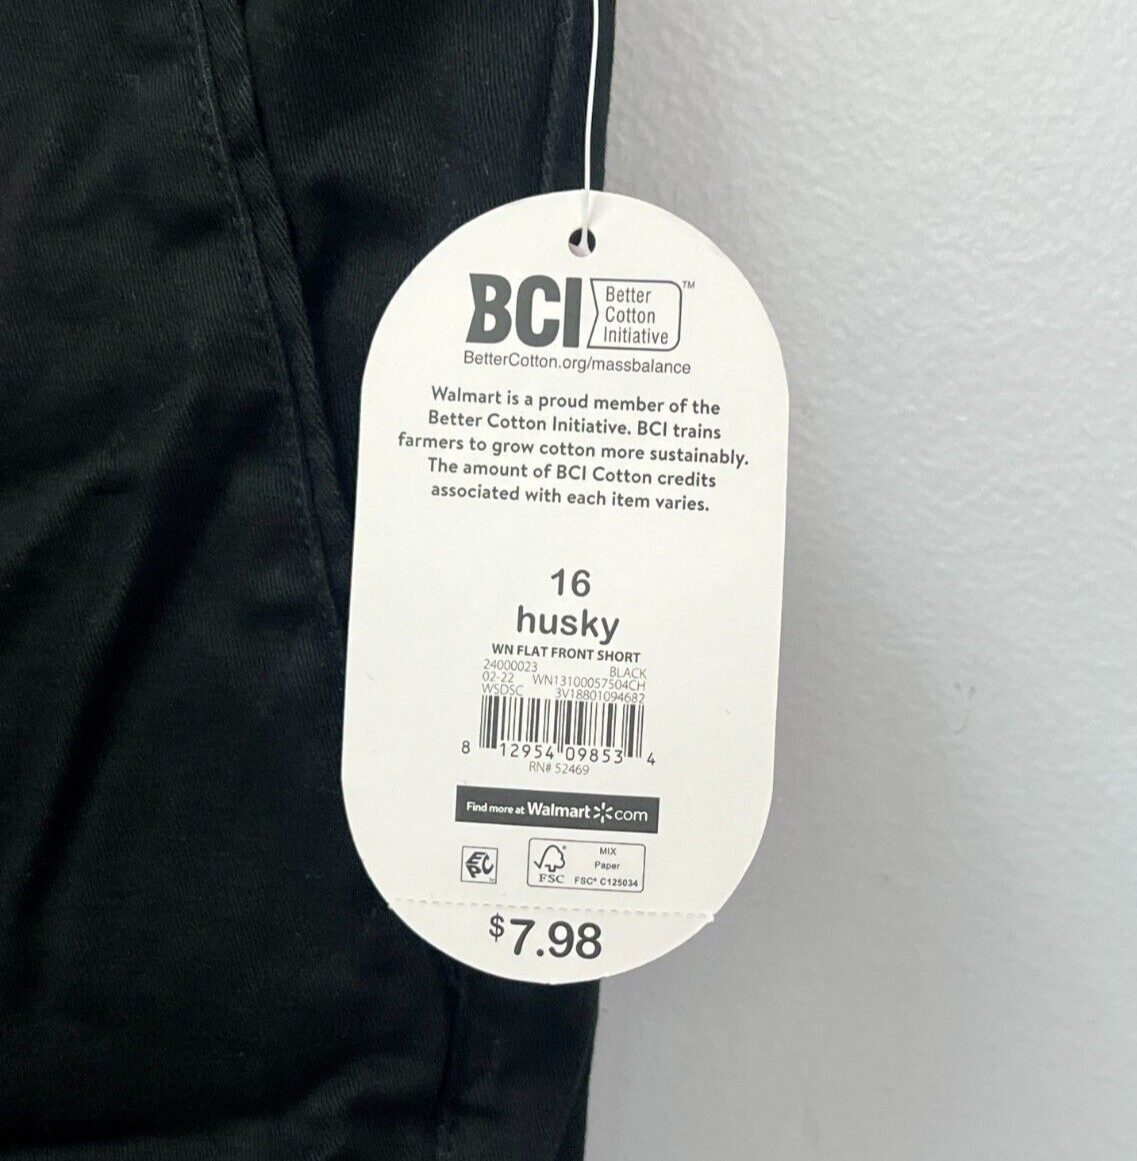 BCI Better Cotton Initiative™
BetterCotton.org/massbalance
Walmart is a proud member of the
Better Cotton Initiative. BCI trains
farmers to grow cotton more sustainably.
The amount of BCI Cotton credits
associated with each item varies.
16
husky
WN FLAT FRONT SHORT
24000023 BLACK
02-22 WN13100057504CH
WSDSC 3V18801094682
8 12954 09853 4
RN# 52469
Find more at Walmart.com
EPC
MIX
Paper
FSC FSC® C125034
$7.98